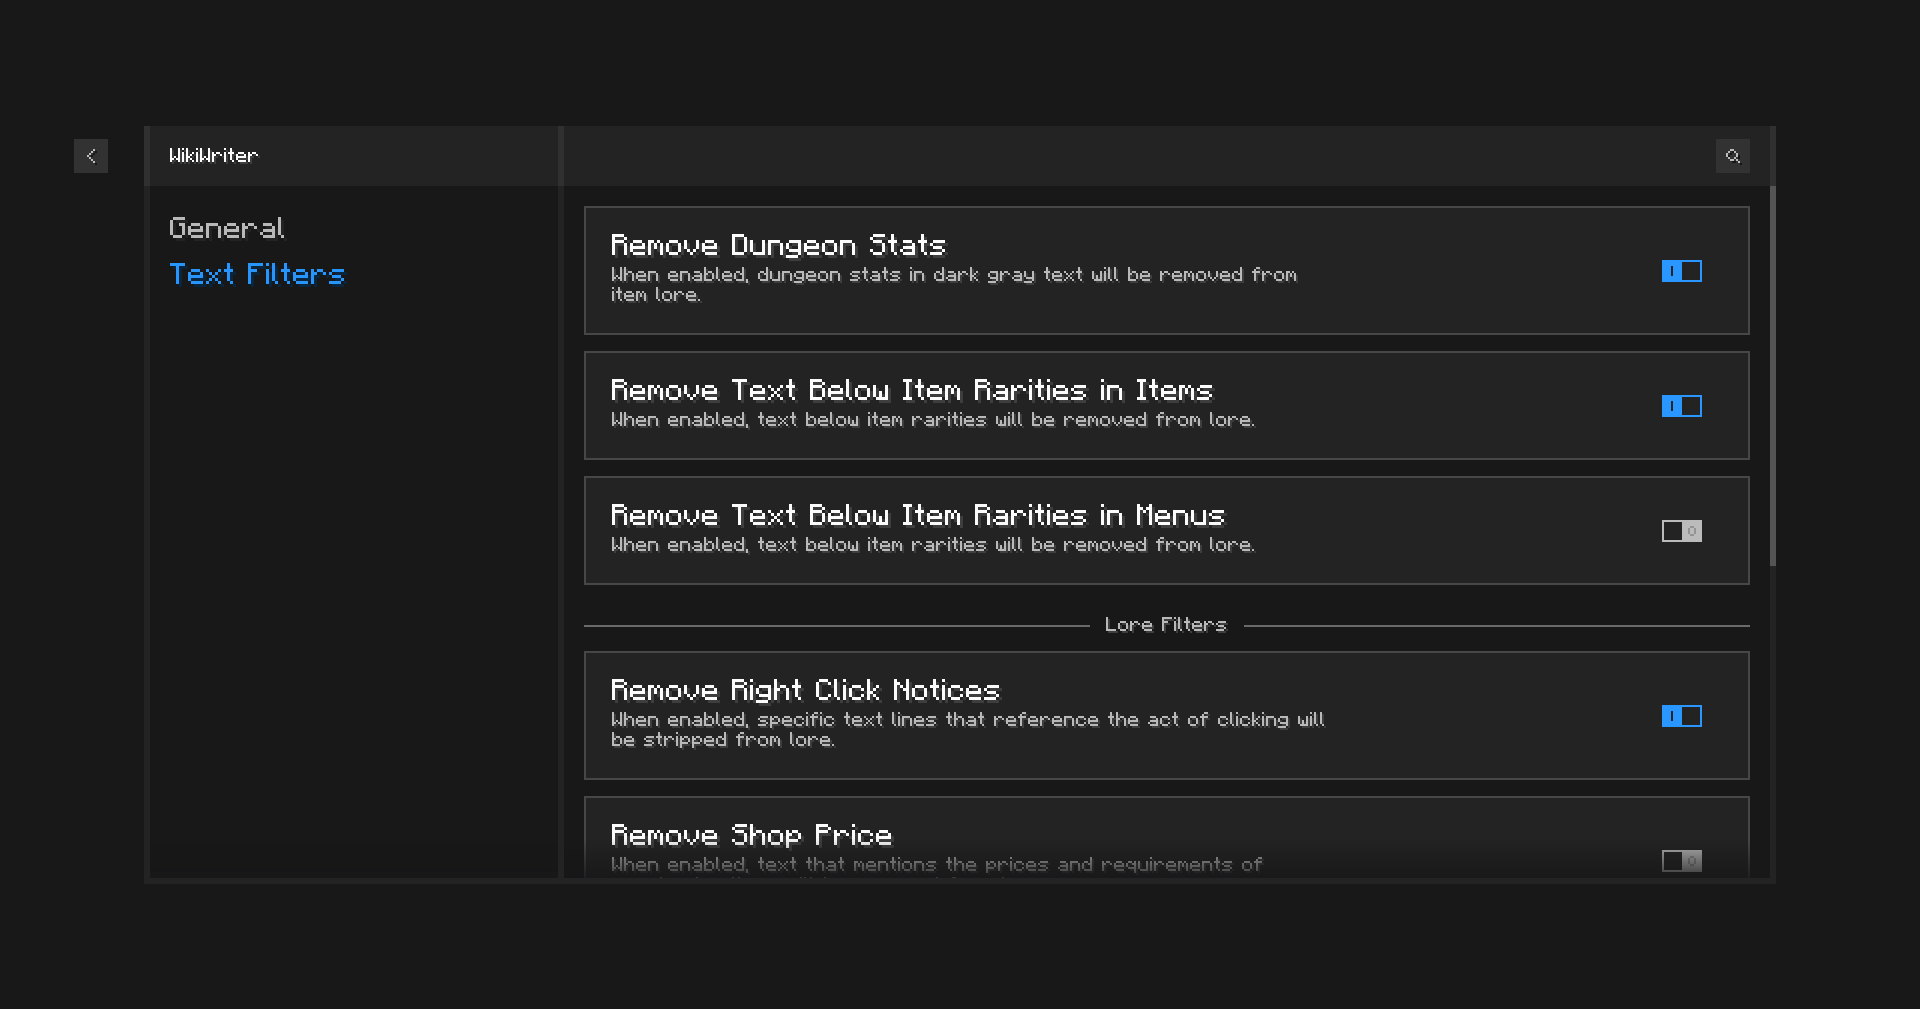 WikiWriter
General
Text Filters
Remove Dungeon Stats
When enabled, dungeon stats in dark gray text will be removed from
item lore.
Remove Text Below Item Rarities in Items
When enabled, text below item rarities will be removed from lore.
Remove Text Below Item Rarities in Menus
When enabled, text below item rarities will be removed from lore.
Lore Filters
Remove Right Click Notices
When enabled, specific text lines that reference the act of clicking will
be stripped from lore.
Remove Shop Price
When enabled, text that mentions the prices and requirements of